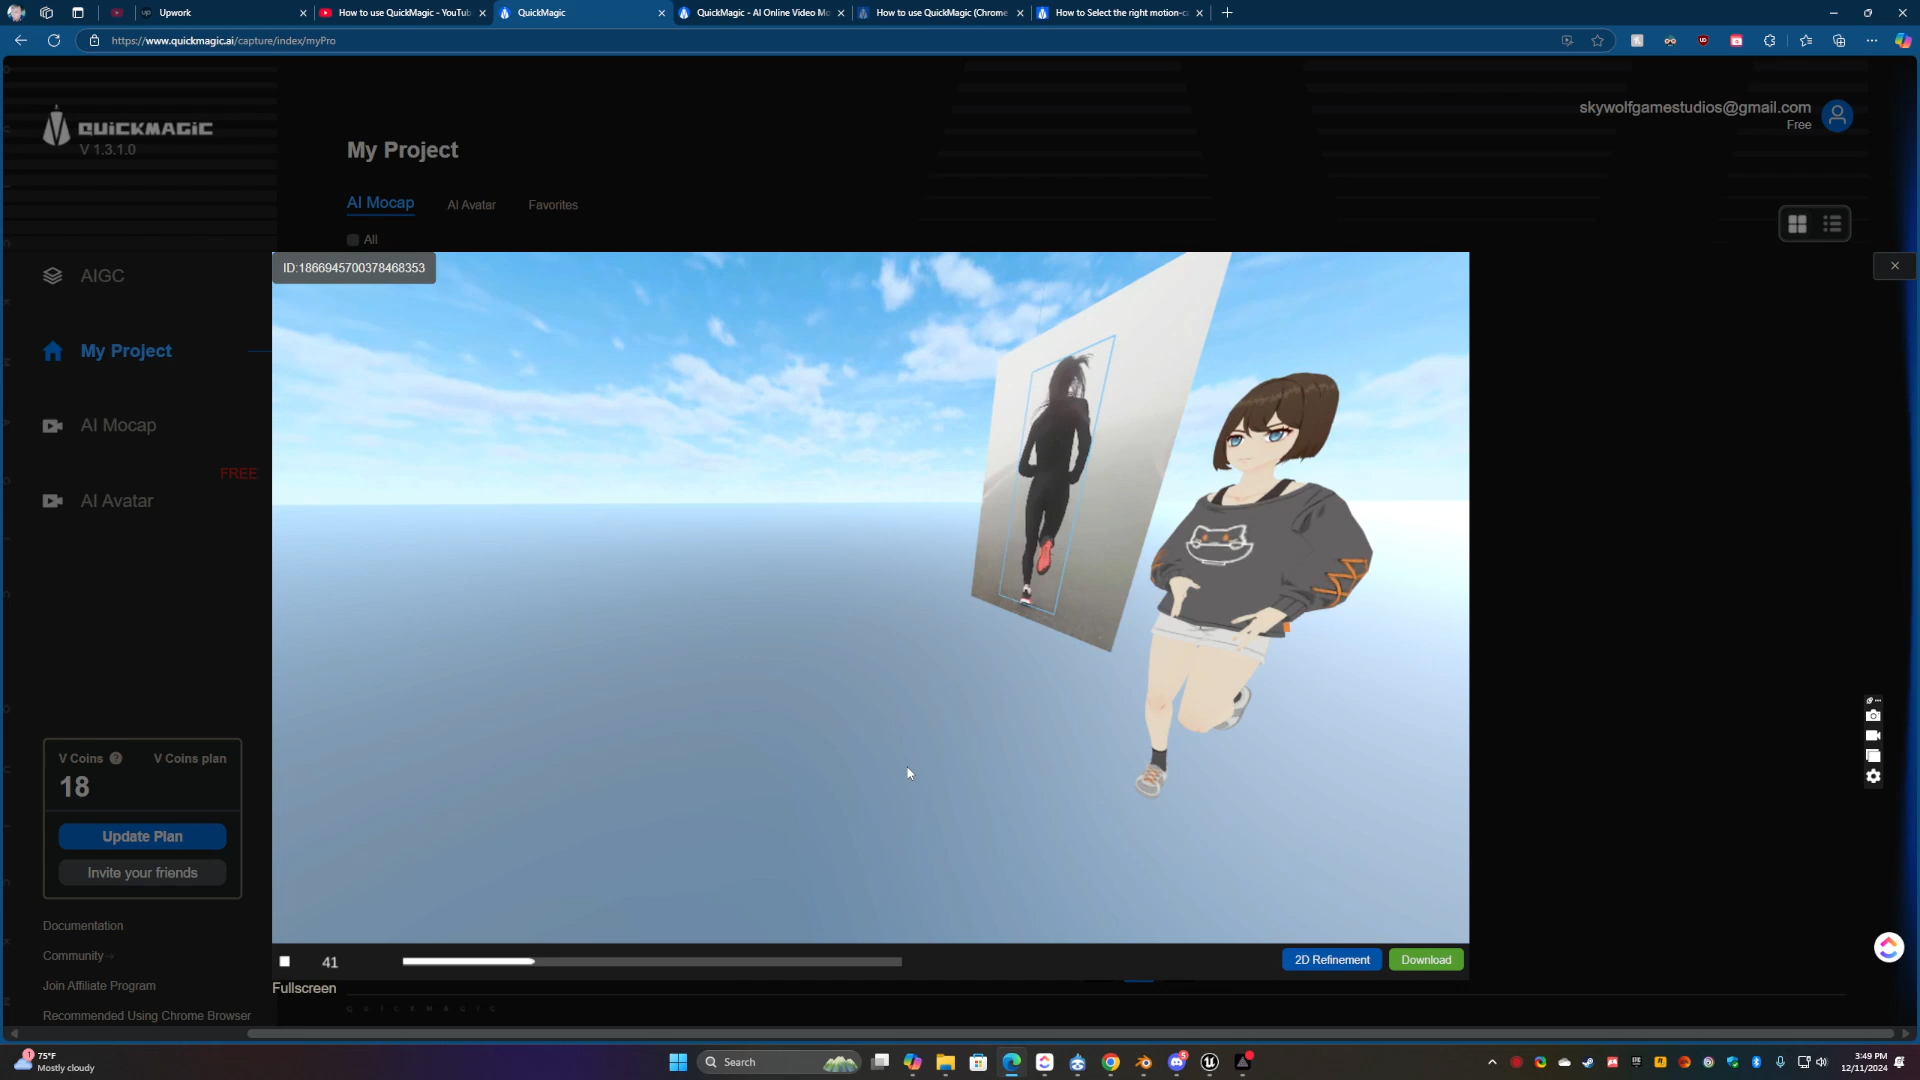 Upwork
How to use QuickMagic - YouTub
QuickMagic
QuickMagic - AI Online Video Mo
How to use QuickMagic (Chrome
How to Select the right motion-c
https://www.quickmagic.ai/capture/index/myPro
QUICKMAGIC
V 1.3.1.0
skywolfgamestudios@gmail.com
Free
My Project
AI Mocap
AI Avatar
Favorites
All
ID:1866945700378468353
AIGC
My Project
AI Mocap
FREE
AI Avatar
V Coins ?
V Coins plan
18
Update Plan
Invite your friends
Documentation
Community
Join Affiliate Program
Recommended Using Chrome Browser
41
2D Refinement
Download
Fullscreen
QUICKMAGIC
75°F
Mostly cloudy
Search
3:49 PM
12/11/2024